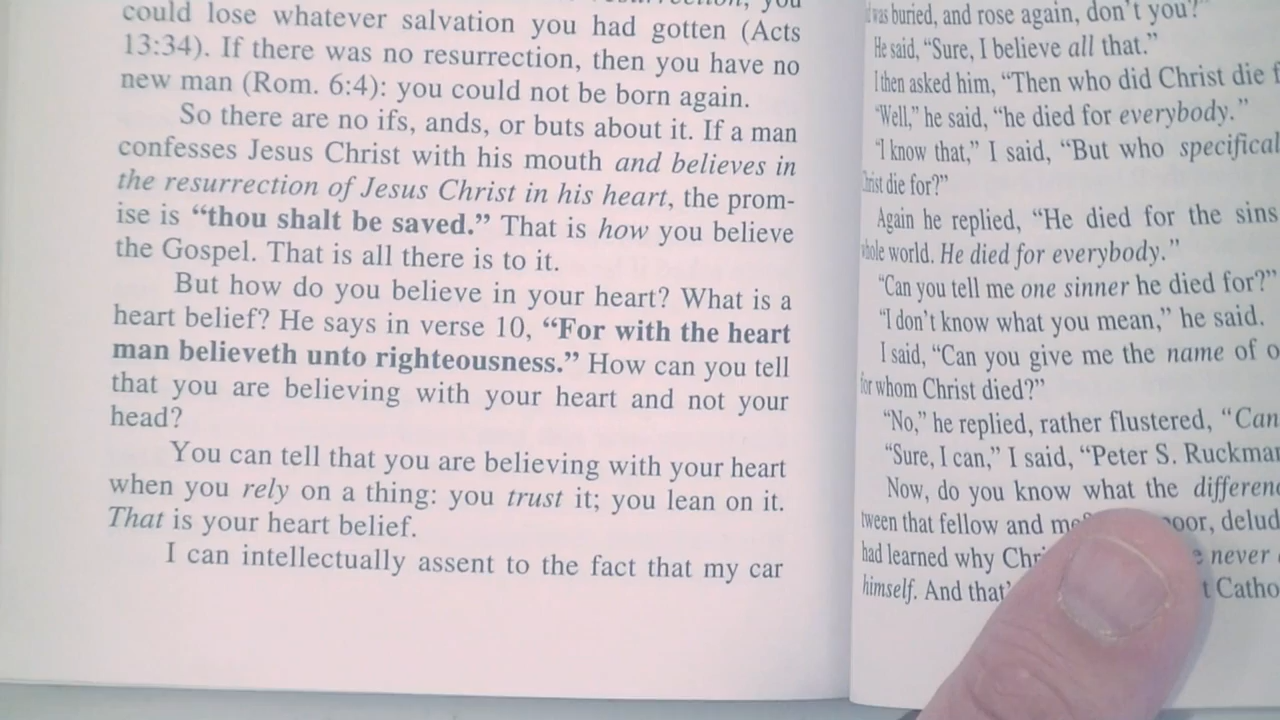 could lose whatever salvation you had gotten (Acts
13:34). If there was no resurrection, then you have no
new man (Rom. 6:4): you could not be born again.
So there are no ifs, ands, or buts about it. If a man
confesses Jesus Christ with his mouth and believes in
the resurrection of Jesus Christ in his heart, the prom-
ise is “thou shalt be saved.” That is how you believe
the Gospel. That is all there is to it.
But how do you believe in your heart? What is a
heart belief? He says in verse 10, “For with the heart
man believeth unto righteousness.” How can you tell
that you are believing with your heart and not your
head?
You can tell that you are believing with your heart
when you rely on a thing: you trust it; you lean on it.
That is your heart belief.
I can intellectually assent to the fact that my car
was buried, and rose again, don’t you?”
He said, “Sure, I believe all that.”
I then asked him, “Then who did Christ die
“Well,” he said, “he died for everybody.”
“I know that,” I said, “But who
die for?”
Again he replied, “He died for the sins
world. He died for everybody.”
“Can you tell me one sinner he died for?”
“I don’t know what you mean,” he said.
I said, “Can you give me the name of
for whom Christ died?”
“No,” he replied, rather flustered,
“Sure, I can,” I said, “Peter S.
Now, do you know what the
that fellow and
had learned why never
himself. And